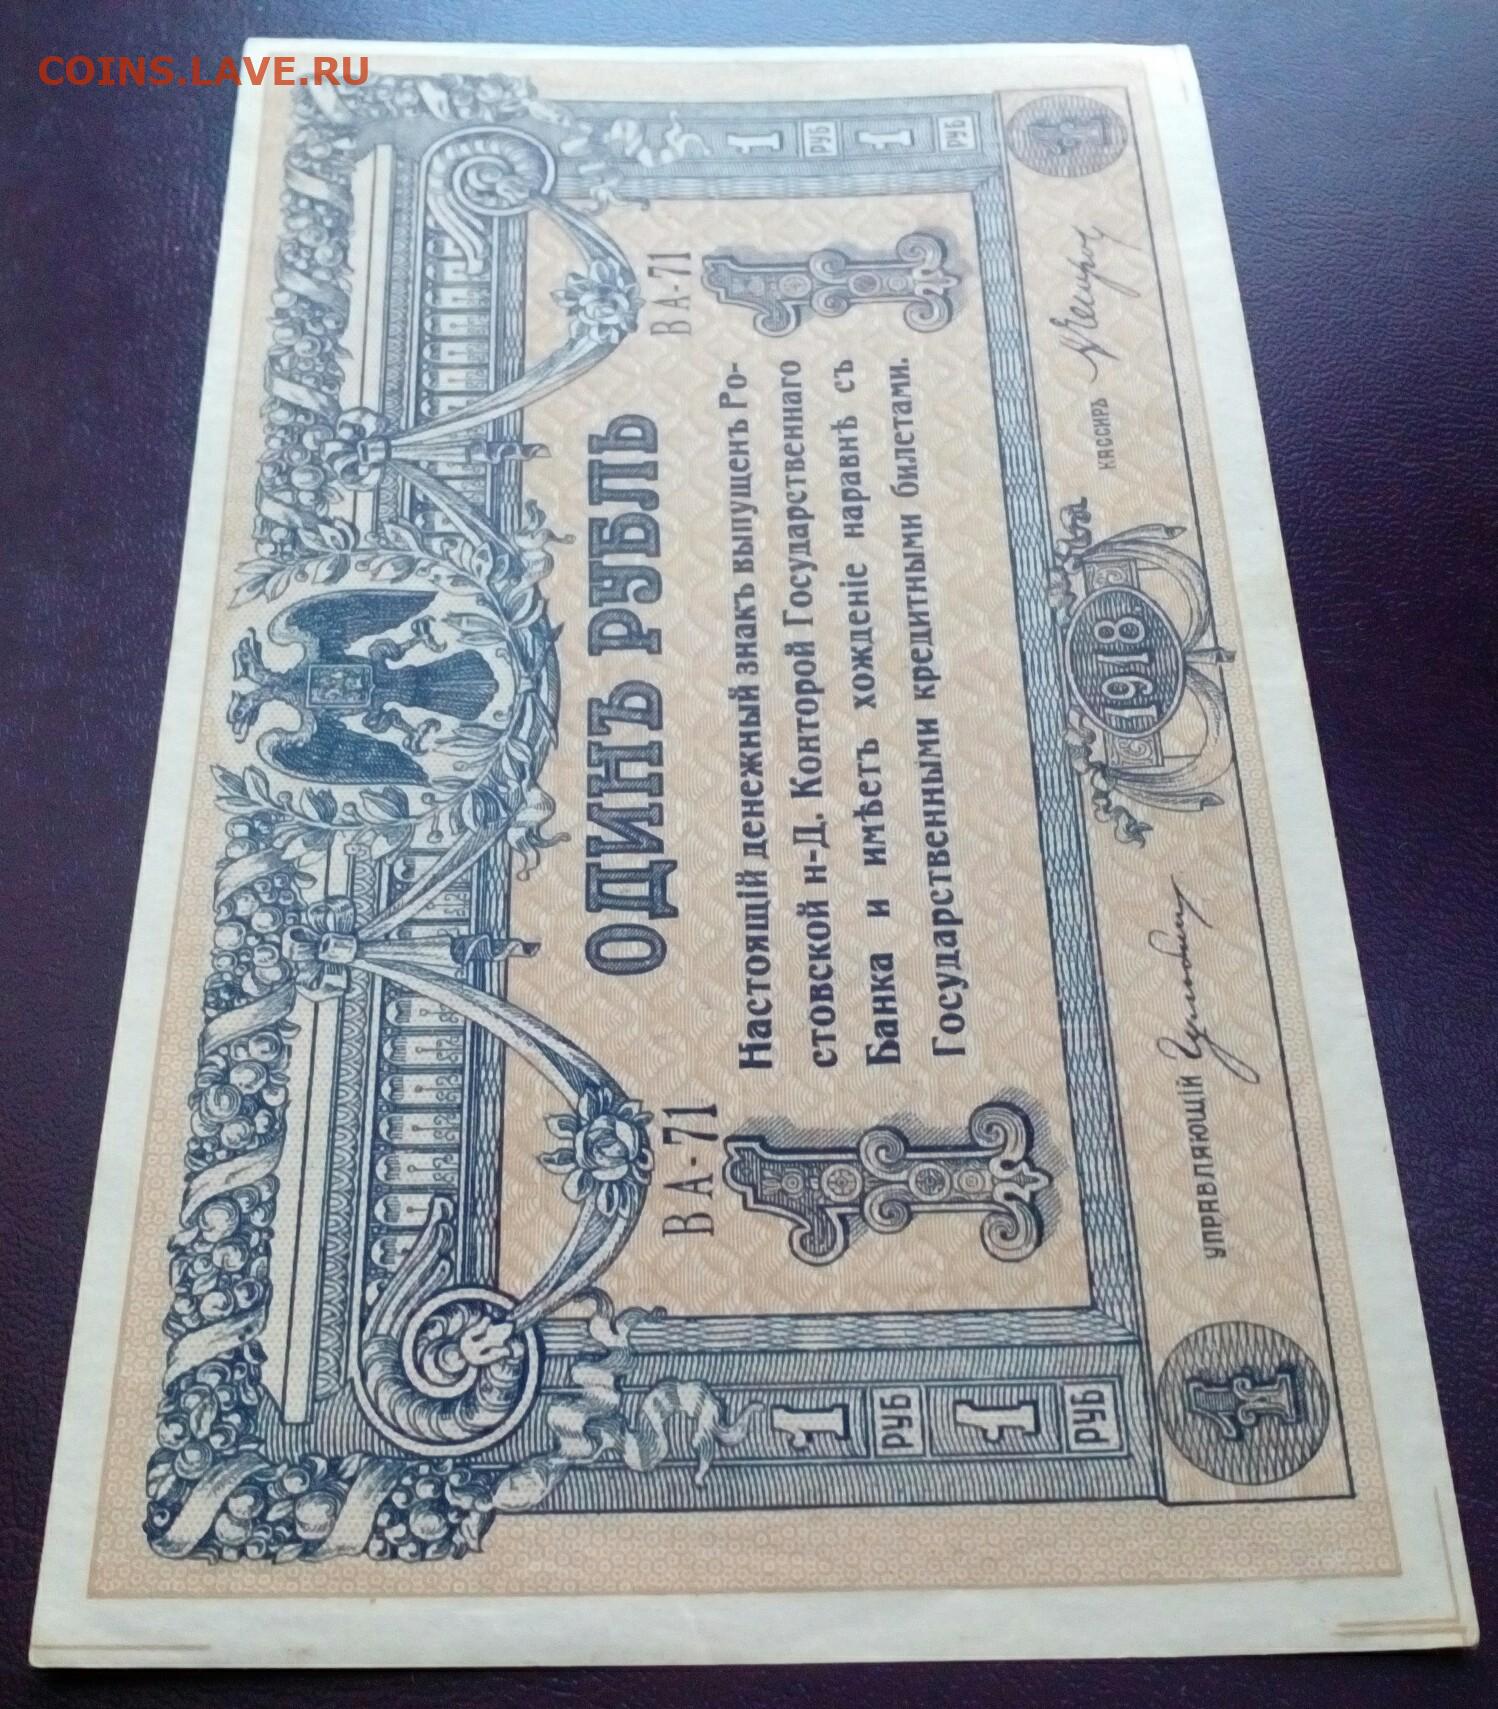 COINS.LAVE.RU
ОДИНЪ РУБЛЬ
ВА-71
ВА-71
1
1
Настоящій денежный знакъ выпущенъ Ро-
стовской н-Д. Конторой Государственнаго
Банка и имѣетъ хожденіе наравнѣ съ
Государственными кредитными билетами.
1
РУБ
1
РУБ
1
РУБ
1
РУБ
1
УПРАВЛЯЮЩІЙ
1918
КАССИРЪ
1